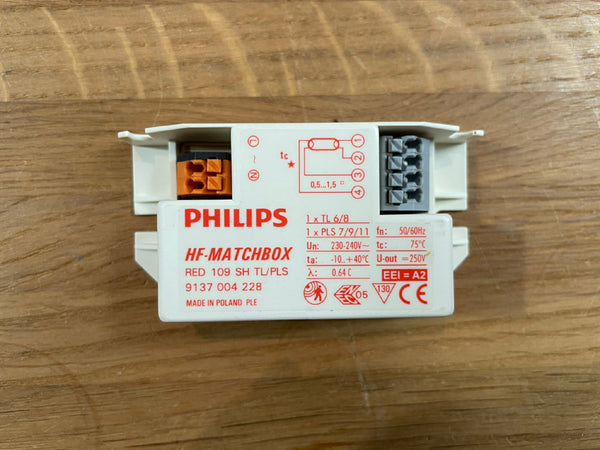 N ~ L
tc
1
2
3
4
0,5...1,5 □
PHILIPS
HF-MATCHBOX
RED 109 SH TL/PLS
9137 004 228
MADE IN POLAND PLE
1 x TL 6/8
1 x PLS 7/9/11
Un: 230-240V~
ta: -10..+40°C
λ: 0.64 C
fn: 50/60Hz
tc: 75°C
U-out = 250V
EEI = A2
05
130
CE